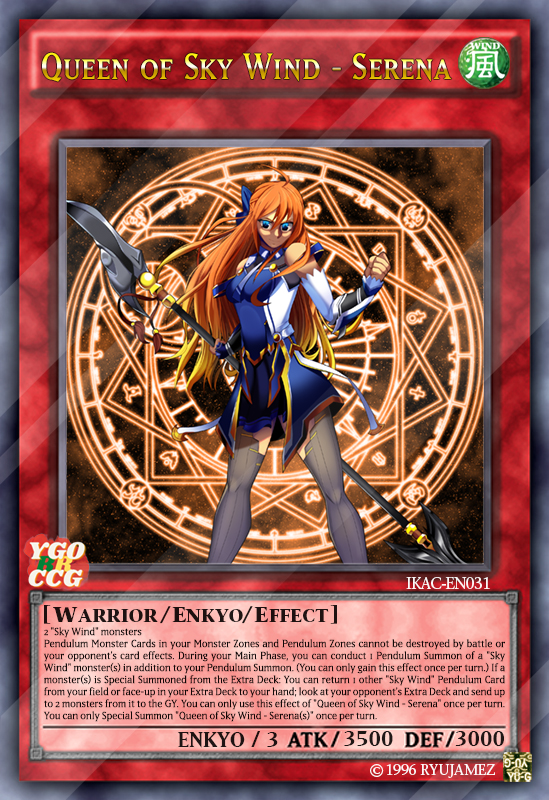 Queen of Sky Wind - Serena
WIND
風
YGO
BR
CCG
IKAC-EN031
[Warrior/Enkyo/Effect]
2 "Sky Wind" monsters
Pendulum Monster Cards in your Monster Zones and Pendulum Zones cannot be destroyed by battle or
your opponent's card effects. During your Main Phase, you can conduct 1 Pendulum Summon of a "Sky
Wind" monster(s) in addition to your Pendulum Summon. (You can only gain this effect once per turn.) If a
monster(s) is Special Summoned from the Extra Deck: You can return 1 other "Sky Wind" Pendulum Card
from your field or face-up in your Extra Deck to your hand; look at your opponent's Extra Deck and send up
to 2 monsters from it to the GY. You can only use this effect of "Queen of Sky Wind - Serena" once per turn.
You can only Special Summon "Queen of Sky Wind - Serena(s)" once per turn.
ENKYO / 3 ATK/3500 DEF/3000
© 1996 RYUJAMEZ